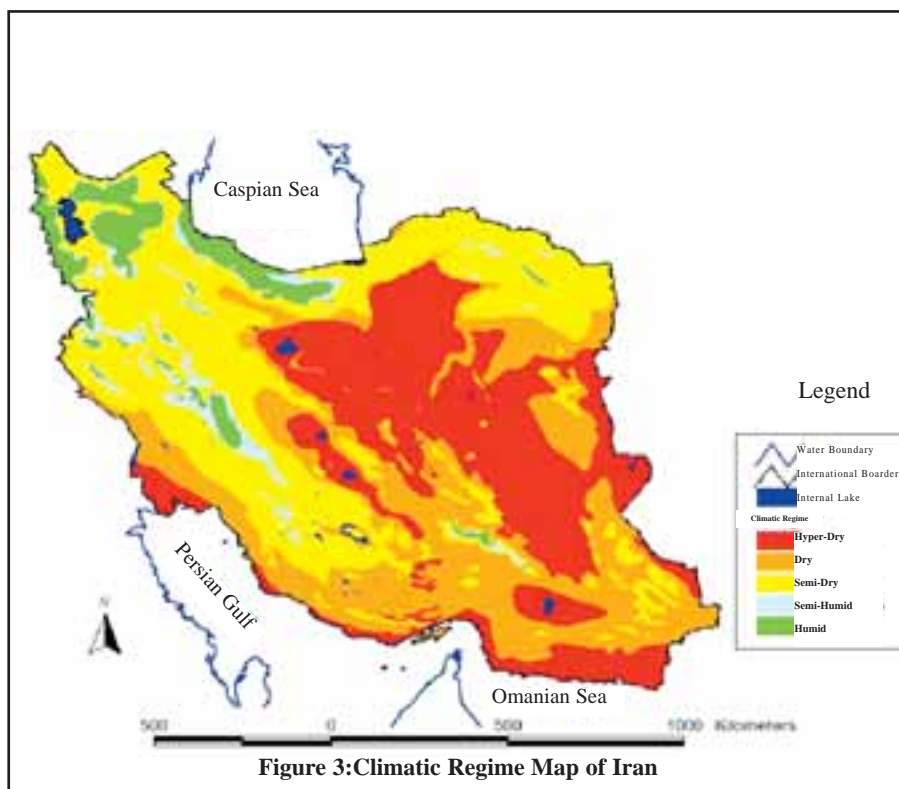 Caspian Sea
Legend
Water Boundary
International Boarder
Internal Lake
Climatic Regime
Hyper-Dry
Dry
Semi-Dry
Semi-Humid
Humid
Persian Gulf
N
Omanian Sea
500 0 500 1000 Kilometers
Figure 3:Climatic Regime Map of Iran